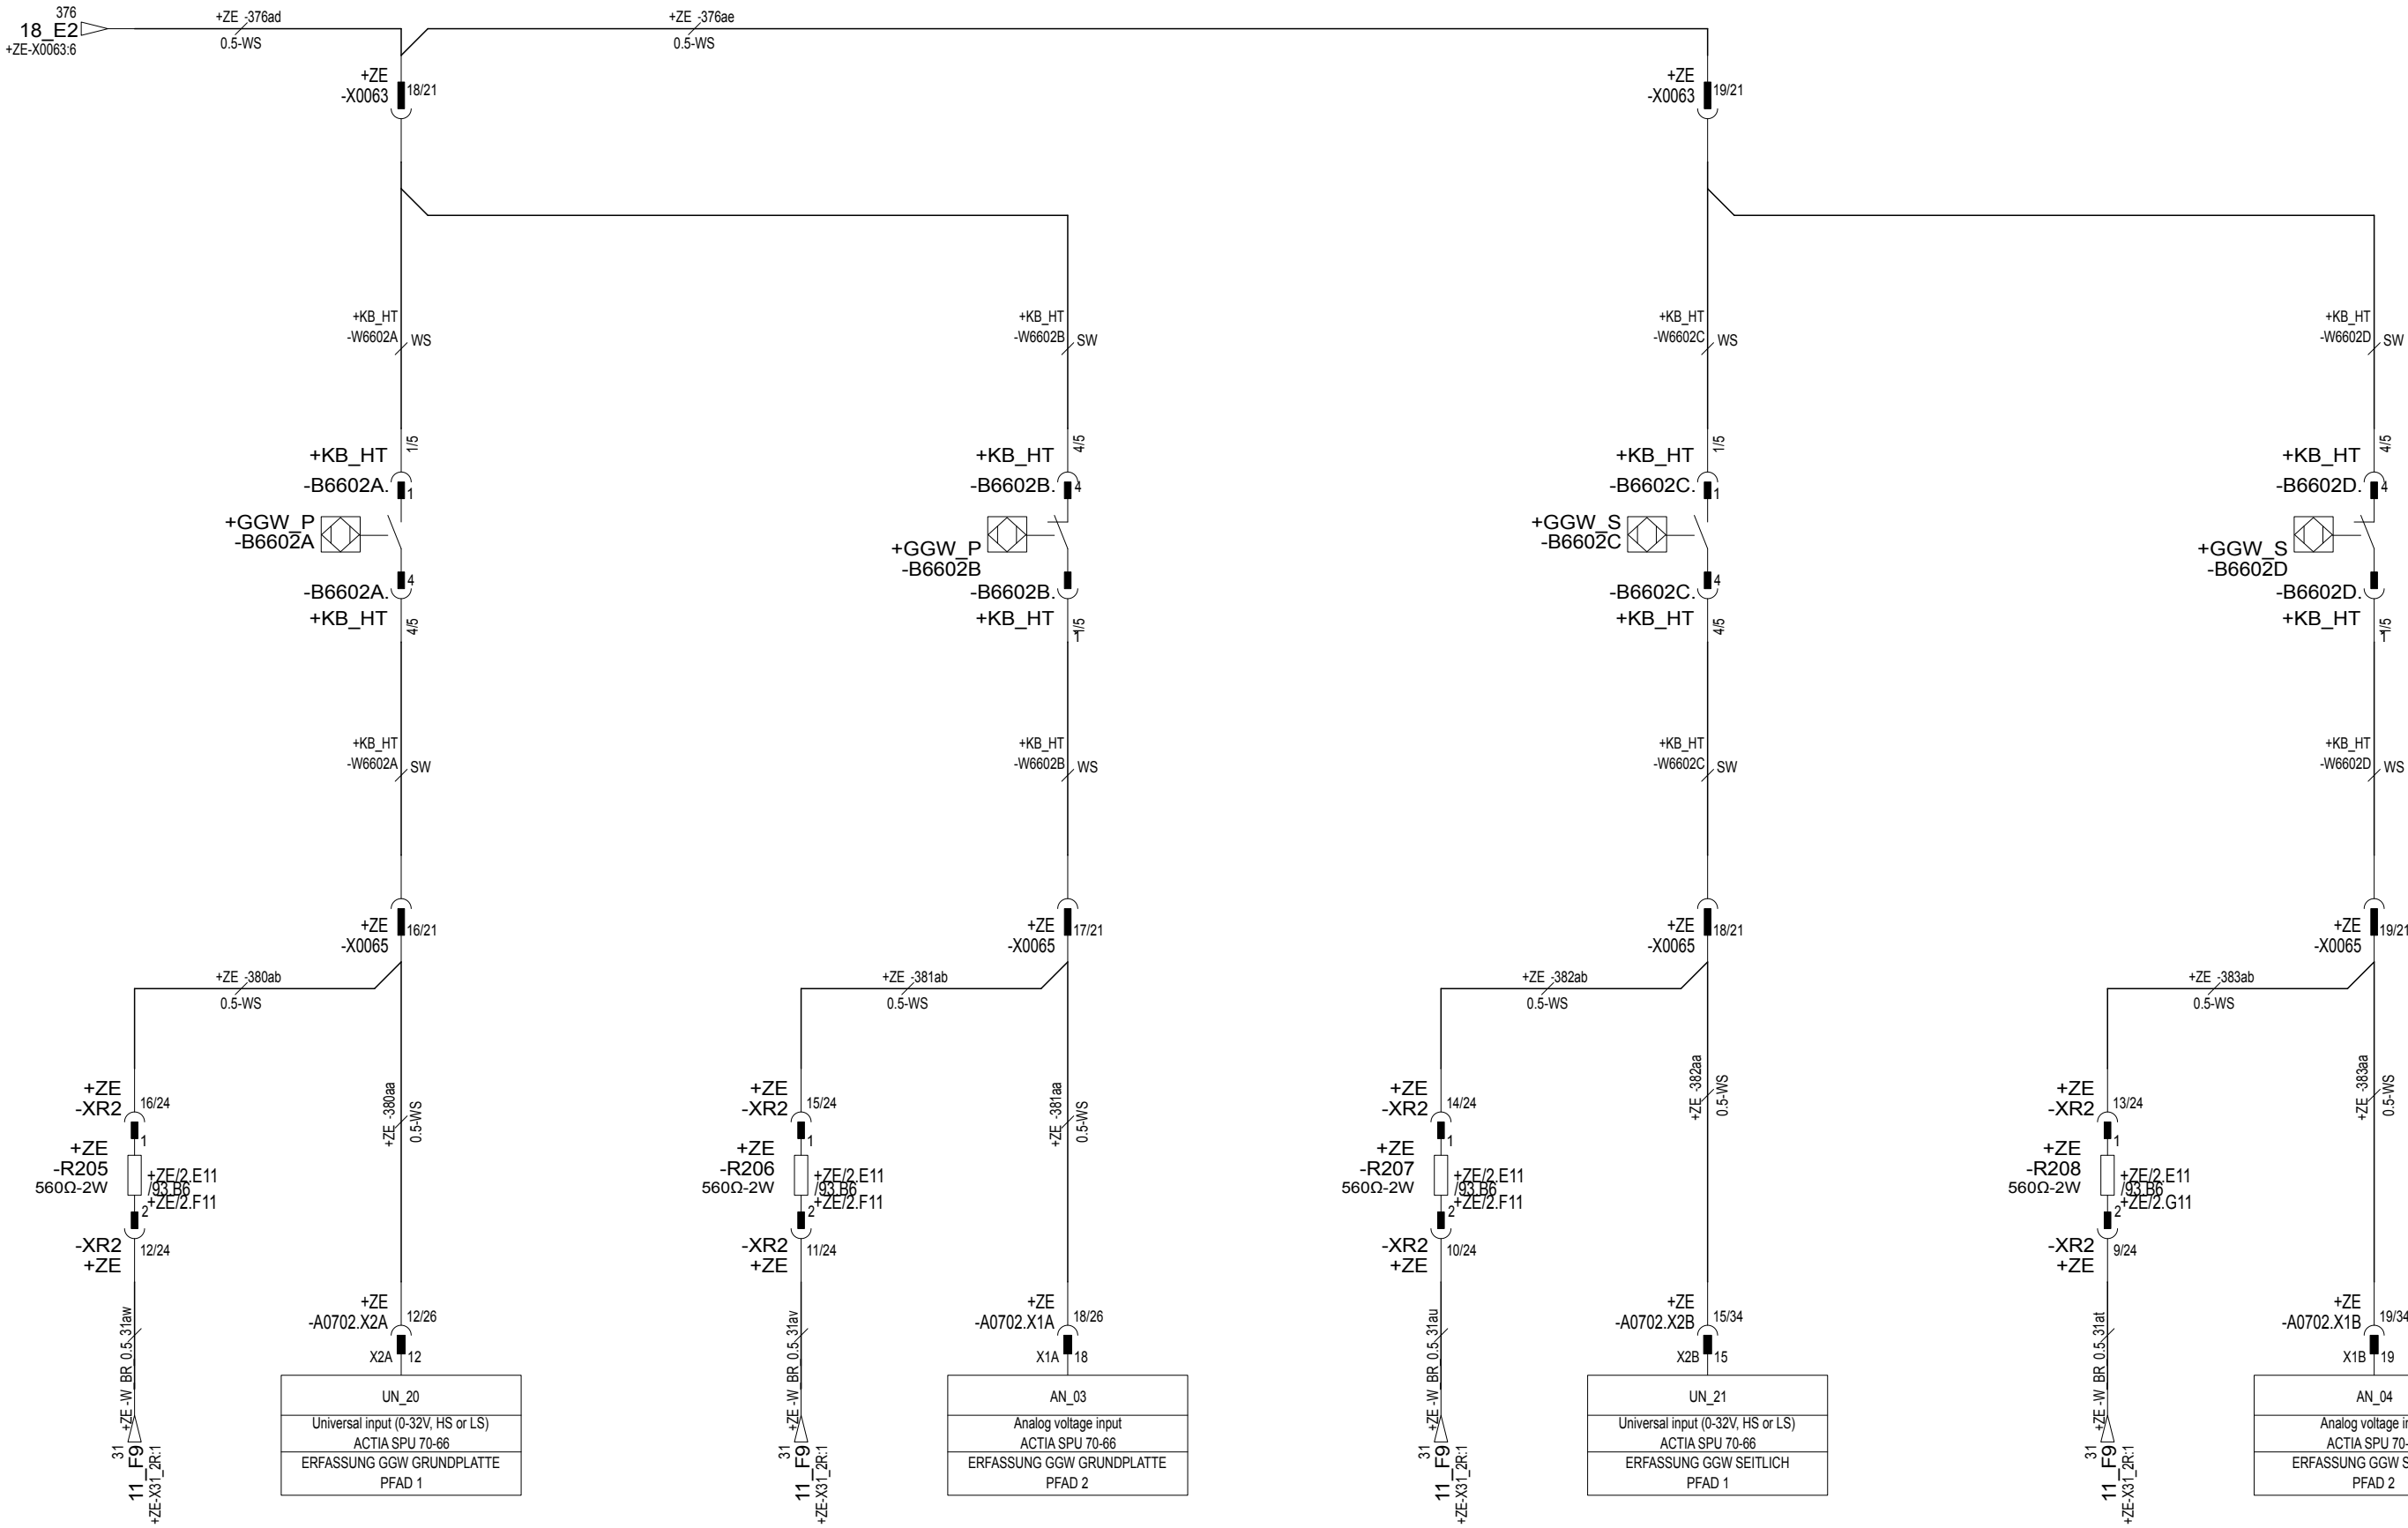 376
18_E2
+ZE-X0063:6
+ZE -376ad
0.5-WS
+ZE -376ae
0.5-WS
+ZE
-X0063
18/21
+ZE
-X0063
19/21
+KB_HT
-W6602A
WS
+KB_HT
-W6602B
SW
+KB_HT
-W6602C
WS
+KB_HT
-W6602D
SW
1/5
+KB_HT
-B6602A.
1
+GGW_P
-B6602A
4
-B6602A.
+KB_HT
4/5
4/5
+KB_HT
-B6602B.
4
+GGW_P
-B6602B
-B6602B.
+KB_HT
1/5
1
1/5
+KB_HT
-B6602C.
1
+GGW_S
-B6602C
4
-B6602C.
+KB_HT
4/5
4/5
+KB_HT
-B6602D.
4
+GGW_S
-B6602D
-B6602D.
+KB_HT
1/5
1
+KB_HT
-W6602A
SW
+KB_HT
-W6602B
WS
+KB_HT
-W6602C
SW
+KB_HT
-W6602D
WS
+ZE
-X0065
16/21
+ZE
-X0065
17/21
+ZE
-X0065
18/21
+ZE
-X0065
19/21
+ZE -380ab
0.5-WS
+ZE -381ab
0.5-WS
+ZE -382ab
0.5-WS
+ZE -383ab
0.5-WS
+ZE
-XR2
16/24
1
+ZE
-R205
560Ω-2W
+ZE/2.E11
/93.B6
+ZE/2.F11
2
-XR2
12/24
+ZE
+ZE -380aa
0.5-WS
+ZE
-XR2
15/24
1
+ZE
-R206
560Ω-2W
+ZE/2.E11
/93.B6
+ZE/2.F11
2
-XR2
11/24
+ZE
+ZE -381aa
0.5-WS
+ZE
-XR2
14/24
1
+ZE
-R207
560Ω-2W
+ZE/2.E11
/93.B6
+ZE/2.F11
2
-XR2
10/24
+ZE
+ZE -382aa
0.5-WS
+ZE
-XR2
13/24
1
+ZE
-R208
560Ω-2W
+ZE/2.E11
/93.B6
+ZE/2.G11
2
-XR2
9/24
+ZE
+ZE -383aa
0.5-WS
+ZE -W_BR_0.5_31aw
31
11_F9
+ZE-X31_2R:1
+ZE
-A0702.X2A
12/26
X2A
12
UN_20
Universal input (0-32V, HS or LS)
ACTIA SPU 70-66
ERFASSUNG GGW GRUNDPLATTE
PFAD 1
+ZE -W_BR_0.5_31av
31
11_F9
+ZE-X31_2R:1
+ZE
-A0702.X1A
18/26
X1A
18
AN_03
Analog voltage input
ACTIA SPU 70-66
ERFASSUNG GGW GRUNDPLATTE
PFAD 2
+ZE -W_BR_0.5_31au
31
11_F9
+ZE-X31_2R:1
+ZE
-A0702.X2B
15/34
X2B
15
UN_21
Universal input (0-32V, HS or LS)
ACTIA SPU 70-66
ERFASSUNG GGW SEITLICH
PFAD 1
+ZE -W_BR_0.5_31at
31
11_F9
+ZE-X31_2R:1
+ZE
-A0702.X1B
19/34
X1B
19
AN_04
Analog voltage in
ACTIA SPU 70-
ERFASSUNG GGW S
PFAD 2